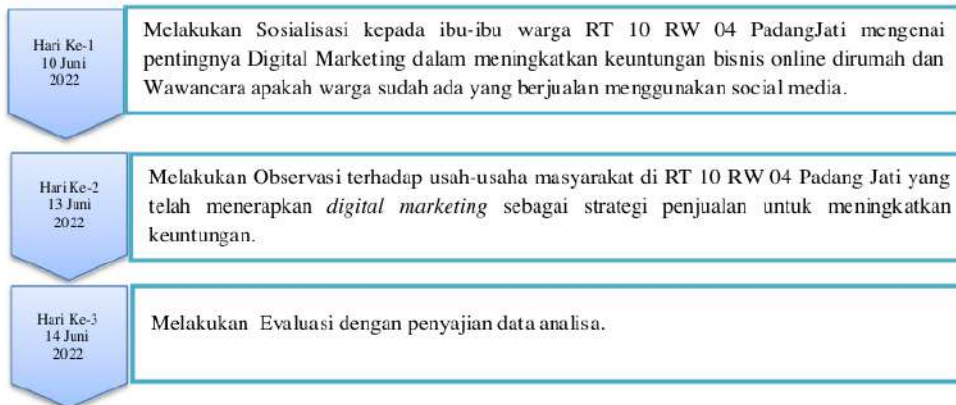 Hari Ke-1
10 Juni
2022
Melakukan Sosialisasi kepada ibu-ibu warga RT 10 RW 04 PadangJati mengenai
pentingnya Digital Marketing dalam meningkatkan keuntungan bisnis online dirumah dan
Wawancara apakah warga sudah ada yang berjualan menggunakan social media.
Hari Ke-2
13 Juni
2022
Melakukan Observasi terhadap usah-usaha masyarakat di RT 10 RW 04 Padang Jati yang
telah menerapkan digital marketing sebagai strategi penjualan untuk meningkatkan
keuntungan.
Hari Ke-3
14 Juni
2022
Melakukan Evaluasi dengan penyajian data analisa.